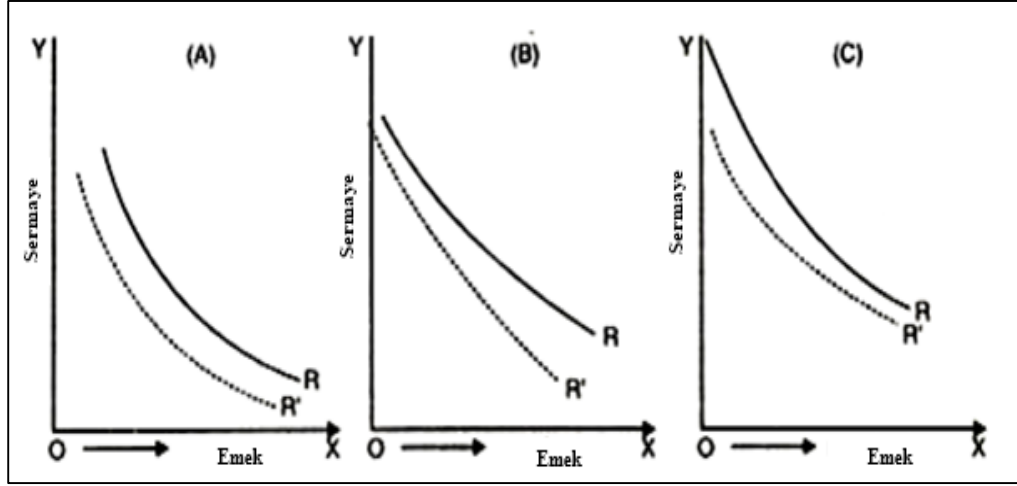 (A)
Y
Sermaye
R
R'
O
Emek
X
(B)
Y
Sermaye
R
R'
O
Emek
X
(C)
Y
Sermaye
R
R'
O
Emek
X